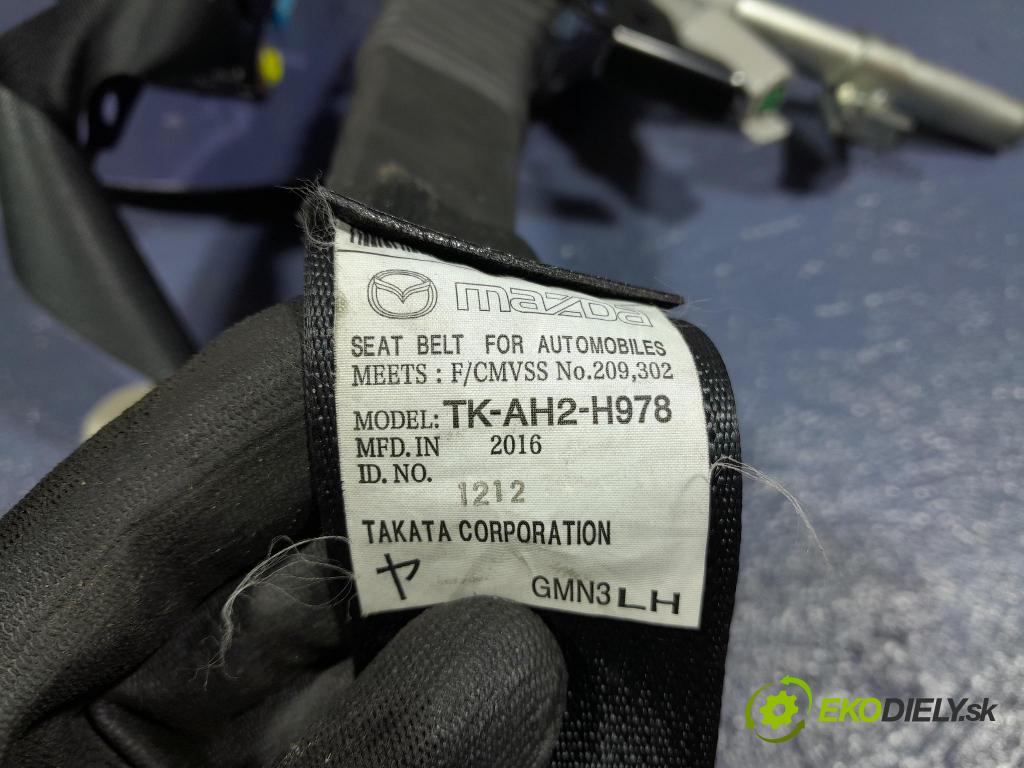 mazda
SEAT BELT FOR AUTOMOBILES
MEETS : F/CMVSS No.209,302
MODEL: TK-AH2-H978
MFD. IN 2016
ID. NO.
1212
TAKATA CORPORATION
ヤ GMN3 LH
EKODIELY.sk